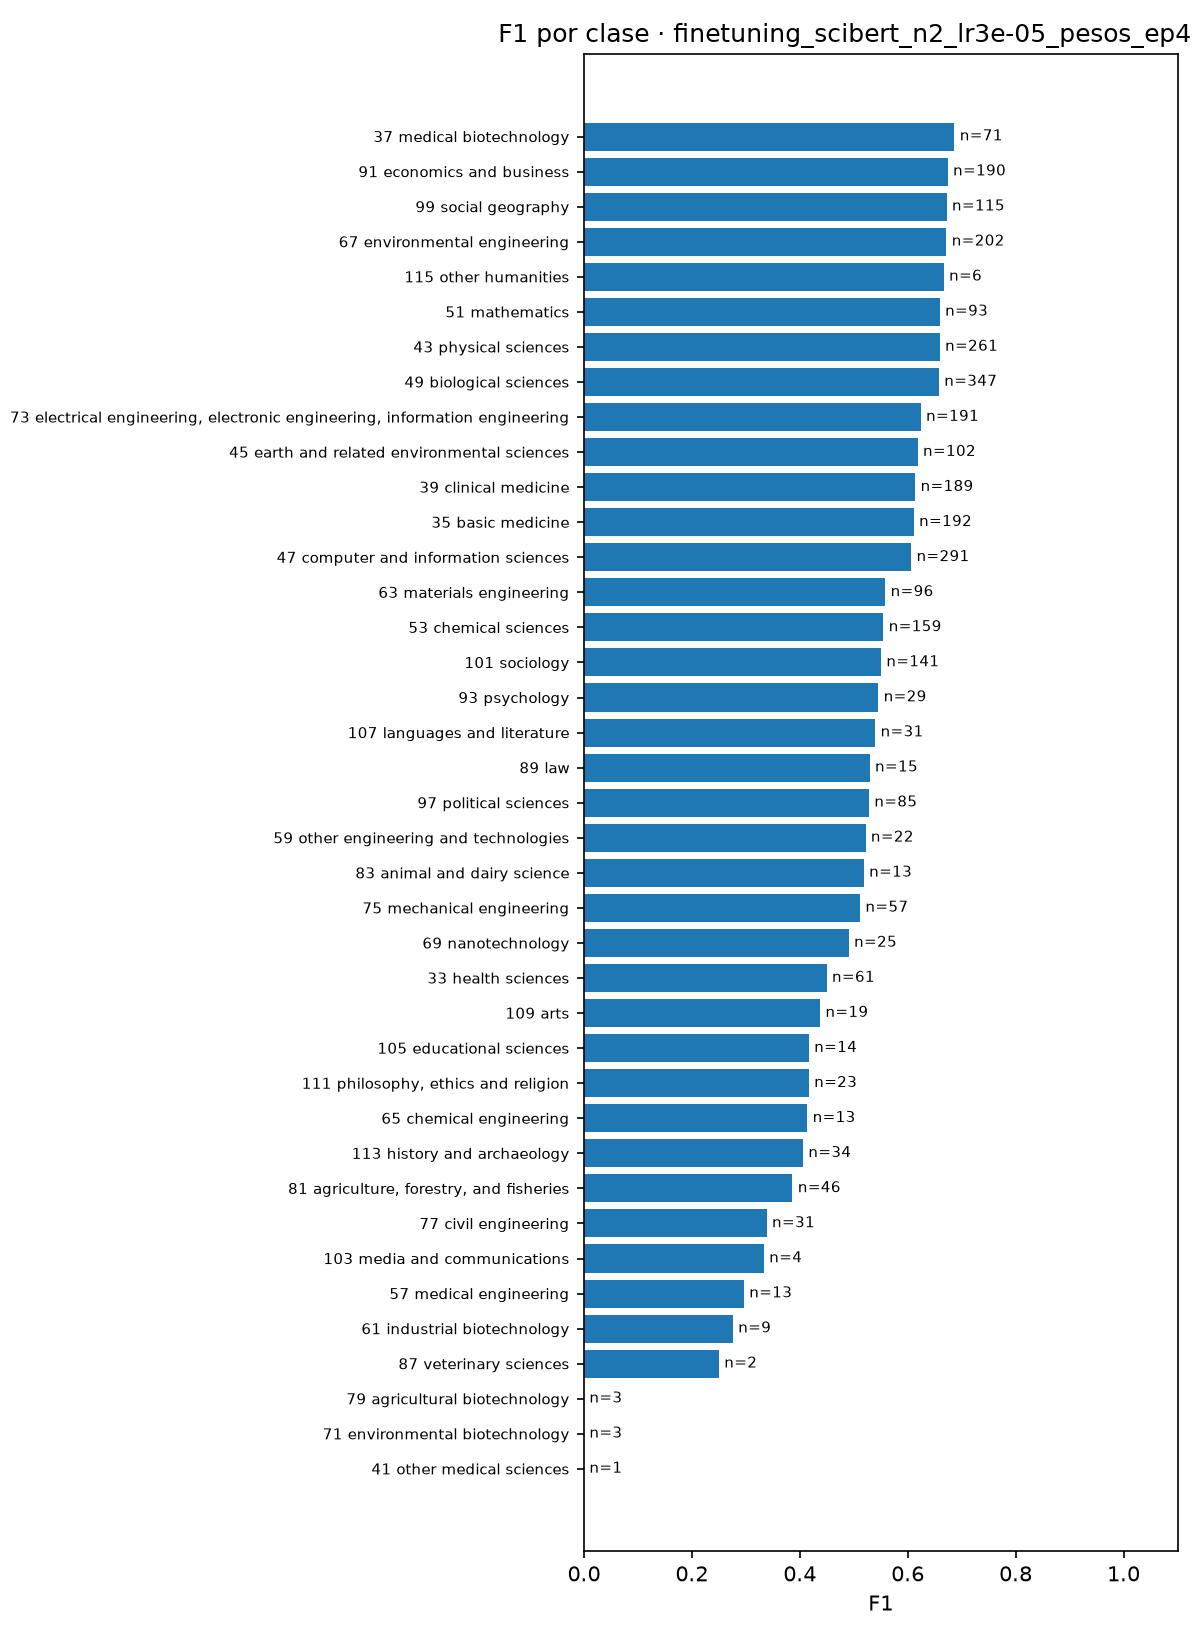 F1 por clase · finetuning_scibert_n2_lr3e-05_pesos_ep4
37 medical biotechnology n=71
91 economics and business n=190
99 social geography n=115
67 environmental engineering n=202
115 other humanities n=6
51 mathematics n=93
43 physical sciences n=261
49 biological sciences n=347
73 electrical engineering, electronic engineering, information engineering n=191
45 earth and related environmental sciences n=102
39 clinical medicine n=189
35 basic medicine n=192
47 computer and information sciences n=291
63 materials engineering n=96
53 chemical sciences n=159
101 sociology n=141
93 psychology n=29
107 languages and literature n=31
89 law n=15
97 political sciences n=85
59 other engineering and technologies n=22
83 animal and dairy science n=13
75 mechanical engineering n=57
69 nanotechnology n=25
33 health sciences n=61
109 arts n=19
105 educational sciences n=14
111 philosophy, ethics and religion n=23
65 chemical engineering n=13
113 history and archaeology n=34
81 agriculture, forestry, and fisheries n=46
77 civil engineering n=31
103 media and communications n=4
57 medical engineering n=13
61 industrial biotechnology n=9
87 veterinary sciences n=2
79 agricultural biotechnology n=3
71 environmental biotechnology n=3
41 other medical sciences n=1
0.0 0.2 0.4 0.6 0.8 1.0
F1